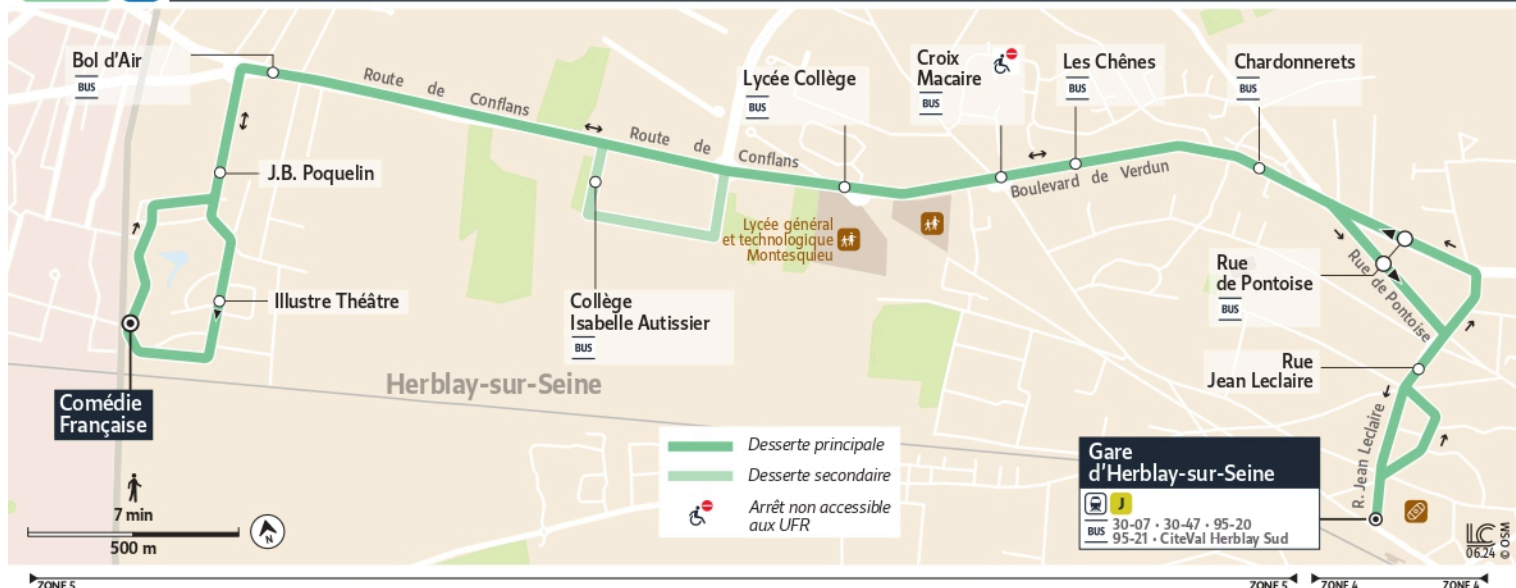 Bol d'Air
BUS
Route de Conflans
Route de Conflans
Lycée Collège
BUS
Croix
Macaire
BUS
Les Chênes
BUS
Chardonnerets
BUS
Boulevard de Verdun
J.B. Poquelin
Illustre Théâtre
Lycée général
et technologique
Montesquieu
Collège
Isabelle Autissier
BUS
Rue
de Pontoise
BUS
Rue de Pontoise
Rue
Jean Leclaire
R. Jean Leclaire
Herblay-sur-Seine
Comédie
Française
Desserte principale
Desserte secondaire
Arrêt non accessible
aux UFR
Gare
d'Herblay-sur-Seine
J
BUS
30-07 · 30-47 · 95-20
95-21 · CiteVal Herblay Sud
7 min
500 m
N
LC
06.24
© OSM
ZONE 5
ZONE 5
ZONE 4
ZONE 4